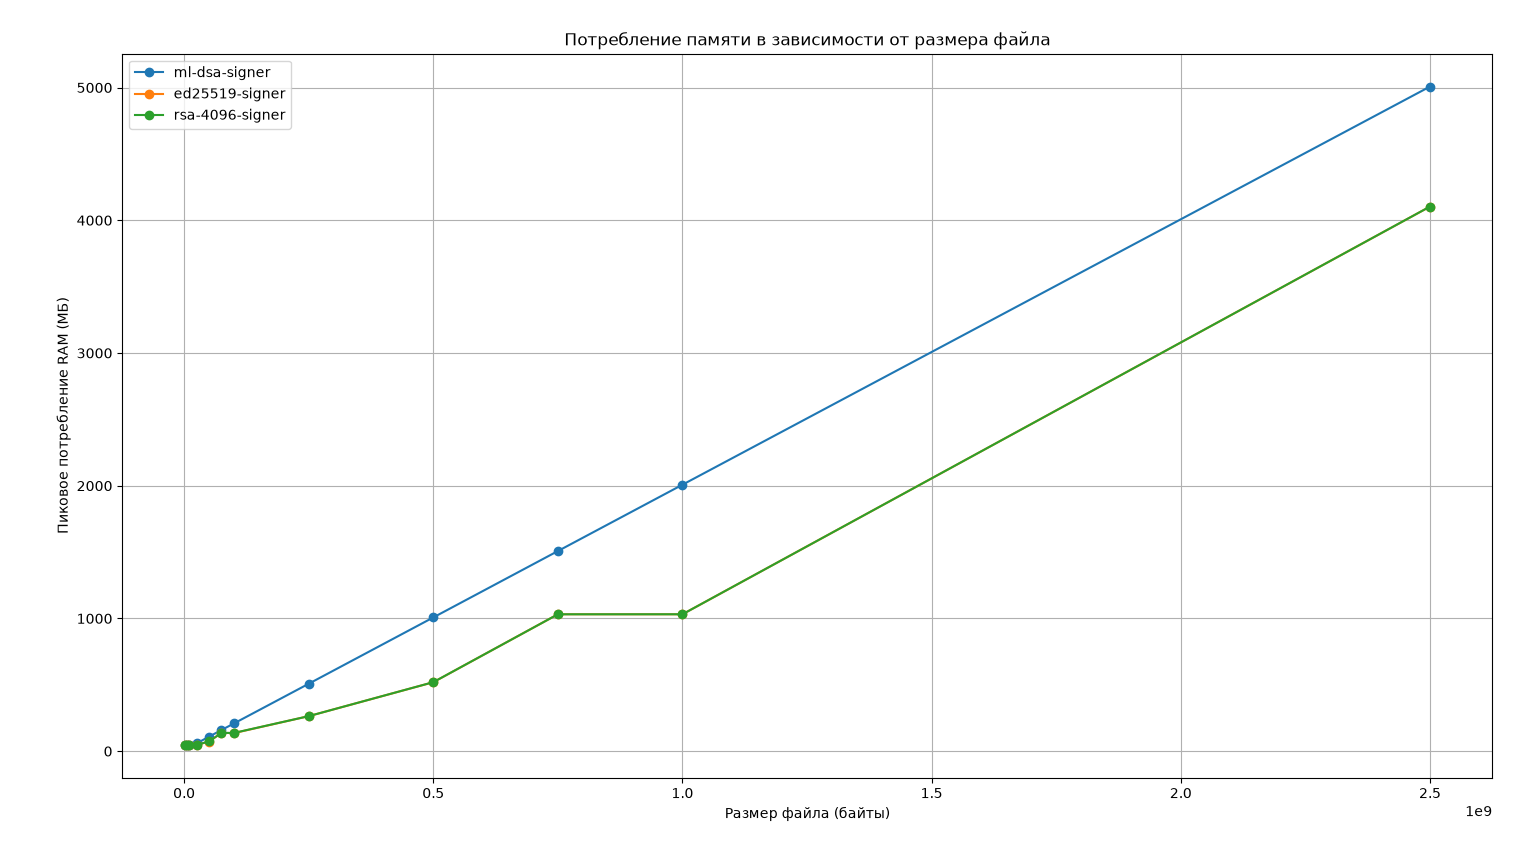 Потребление памяти в зависимости от размера файла
ml-dsa-signer
ed25519-signer
rsa-4096-signer
5000
4000
3000
2000
1000
0
Пиковое потребление RAM (МБ)
0.0 0.5 1.0 1.5 2.0 2.5
1e9
Размер файла (байты)